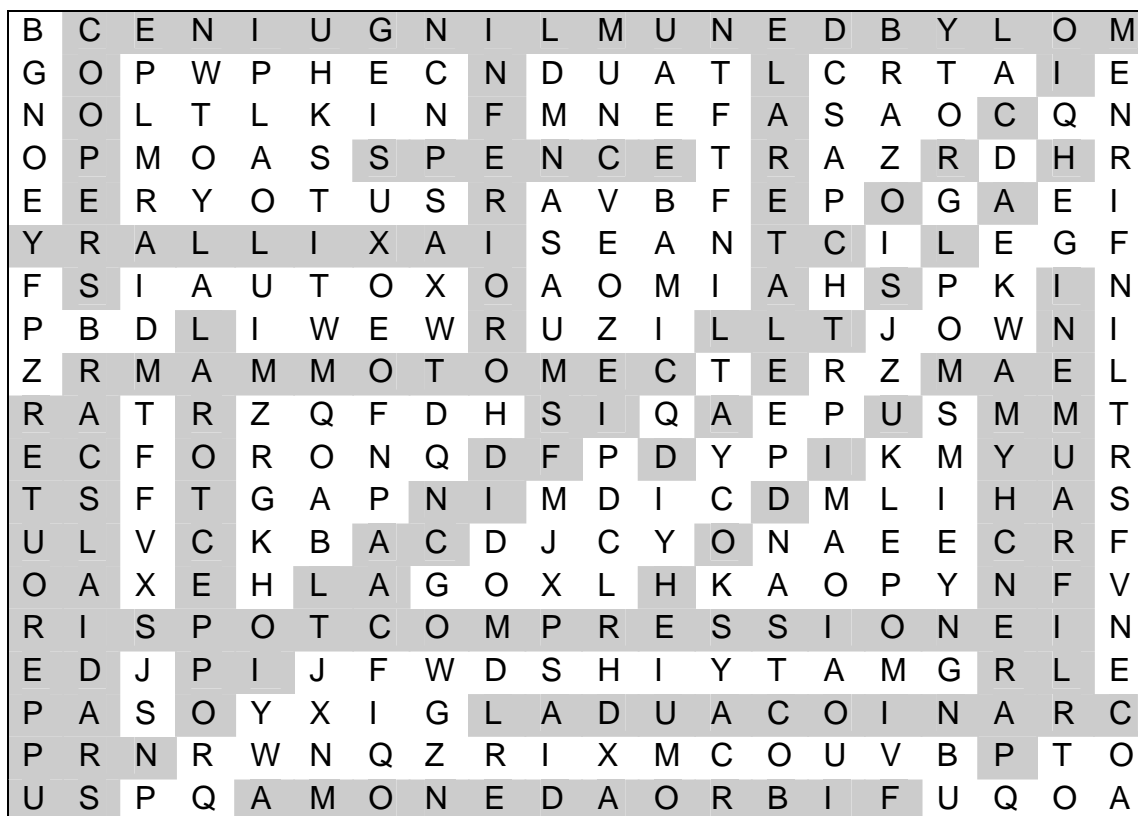 B C E N I U G N I L M U N E D B Y L O M
G O P W P H E C N D U A T L C R T A I E
N O L T L K I N F M N E F A S A O C Q N
O P M O A S S P E N C E T R A Z R D H R
E E R Y O T U S R A V B F E P O G A E I
Y R A L L I X A I S E A N T C I L E G F
F S I A U T O X O A O M I A H S P K I N
P B D L I W E W R U Z I L L T J O W N I
Z R M A M M O T O M E C T E R Z M A E L
R A T R Z Q F D H S I Q A E P U S M M T
E C F O R O N Q D F P D Y P I K M Y U R
T S F T G A P N I M D I C D M L I H A S
U L V C K B A C D J C Y O N A E E C R F
O A X E H L A G O X L H K A O P Y N F V
R I S P O T C O M P R E S S I O N E I N
E D J P I J F W D S H I Y T A M G R L E
P A S O Y X I G L A D U A C O I N A R C
P R N R W N Q Z R I X M C O U V B P T O
U S P Q A M O N E D A O R B I F U Q O A